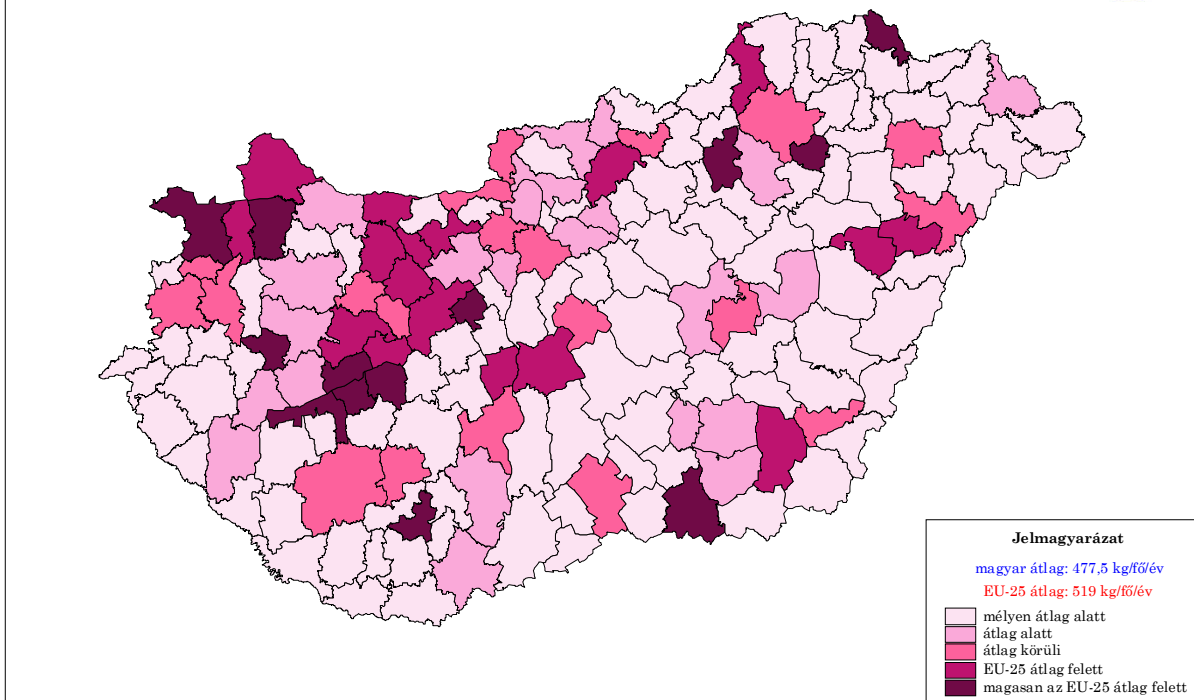 Jelmagyarázat
magyar átlag: 477,5 kg/fő/év
EU-25 átlag: 519 kg/fő/év
mélyen átlag alatt
átlag alatt
átlag körüli
EU-25 átlag felett
magasan az EU-25 átlag felett